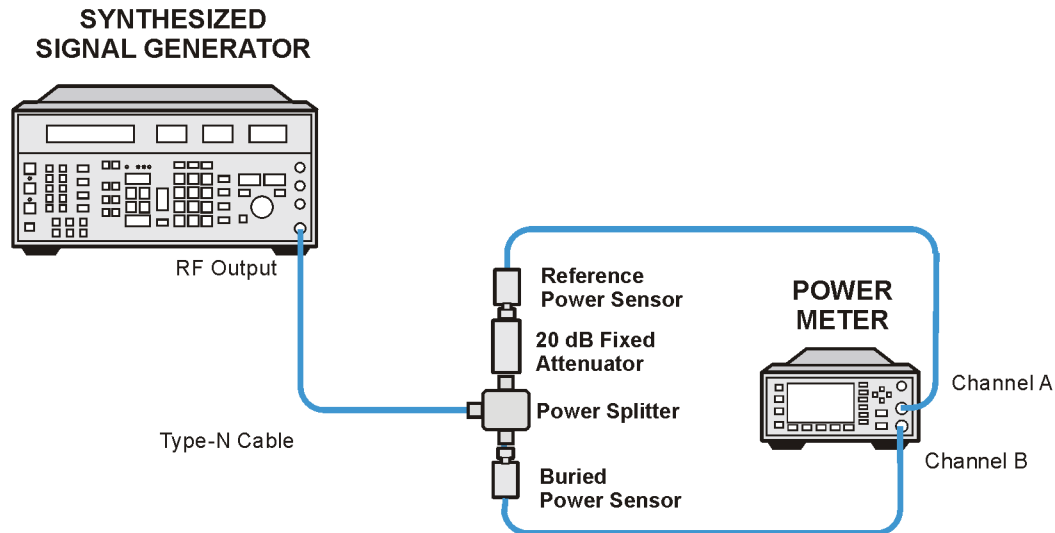 SYNTHESIZED
SIGNAL GENERATOR
RF Output
Reference
Power Sensor
20 dB Fixed
Attenuator
Power Splitter
Type-N Cable
Buried
Power Sensor
POWER
METER
Channel A
Channel B